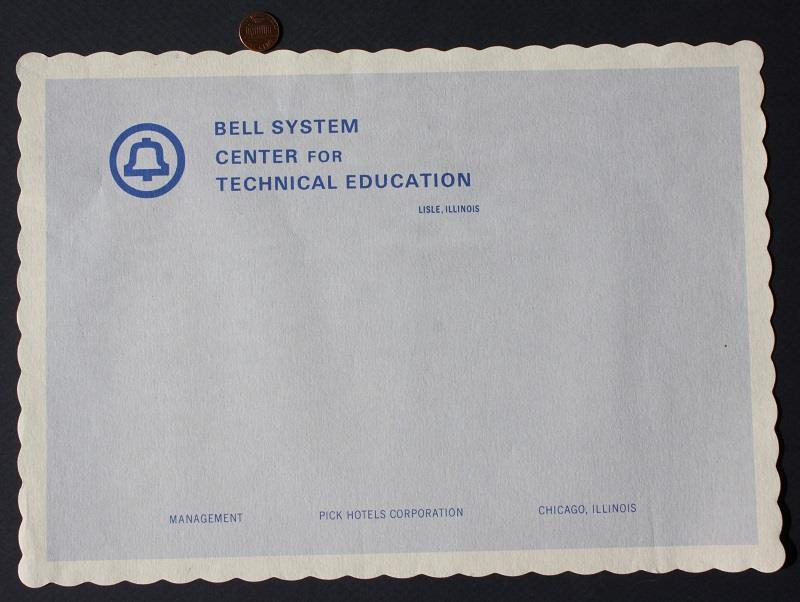 BELL SYSTEM
CENTER FOR
TECHNICAL EDUCATION
LISLE, ILLINOIS
MANAGEMENT PICK HOTELS CORPORATION CHICAGO, ILLINOIS